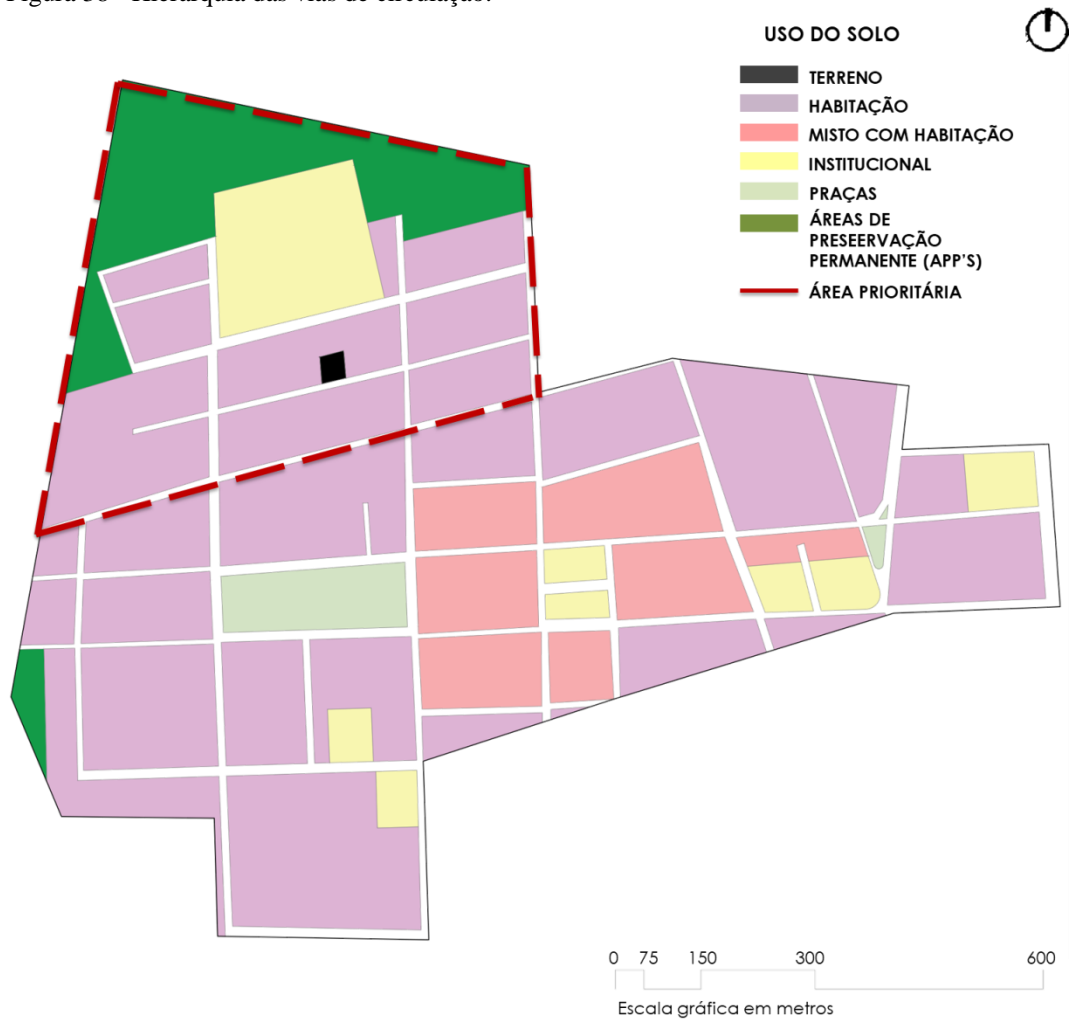 Figura 38 - Hierarquia das vias de circulação.
USO DO SOLO
TERRENO
HABITAÇÃO
MISTO COM HABITAÇÃO
INSTITUCIONAL
PRAÇAS
ÁREAS DE
PRESEERVAÇÃO
PERMANENTE (APP'S)
ÁREA PRIORITÁRIA
0 75 150 300 600
Escala gráfica em metros